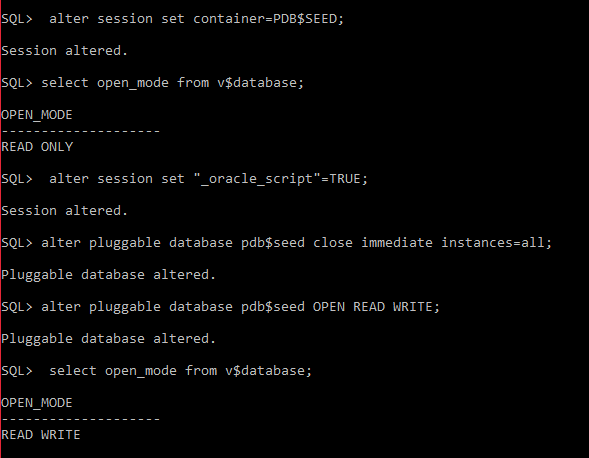 SQL>  alter session set container=PDB$SEED;
Session altered.
SQL> select open_mode from v$database;
OPEN_MODE
--------------------
READ ONLY
SQL>  alter session set "_oracle_script"=TRUE;
Session altered.
SQL> alter pluggable database pdb$seed close immediate instances=all;
Pluggable database altered.
SQL> alter pluggable database pdb$seed OPEN READ WRITE;
Pluggable database altered.
SQL>  select open_mode from v$database;
OPEN_MODE
--------------------
READ WRITE